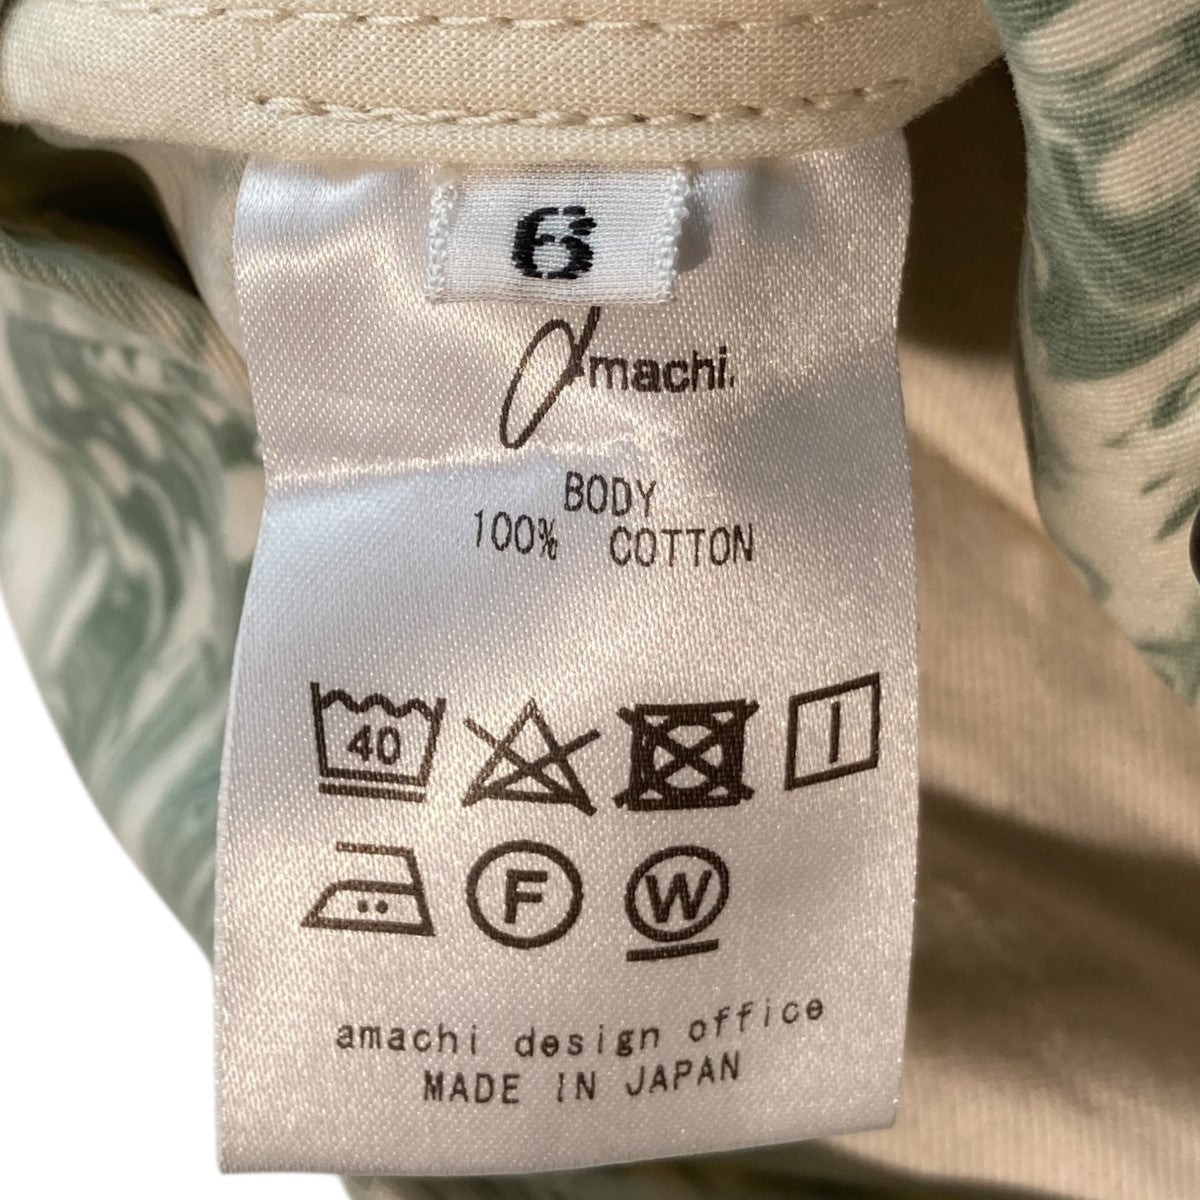 6
amachi.
BODY
100% COTTON
40
F
W
amachi design office
MADE IN JAPAN